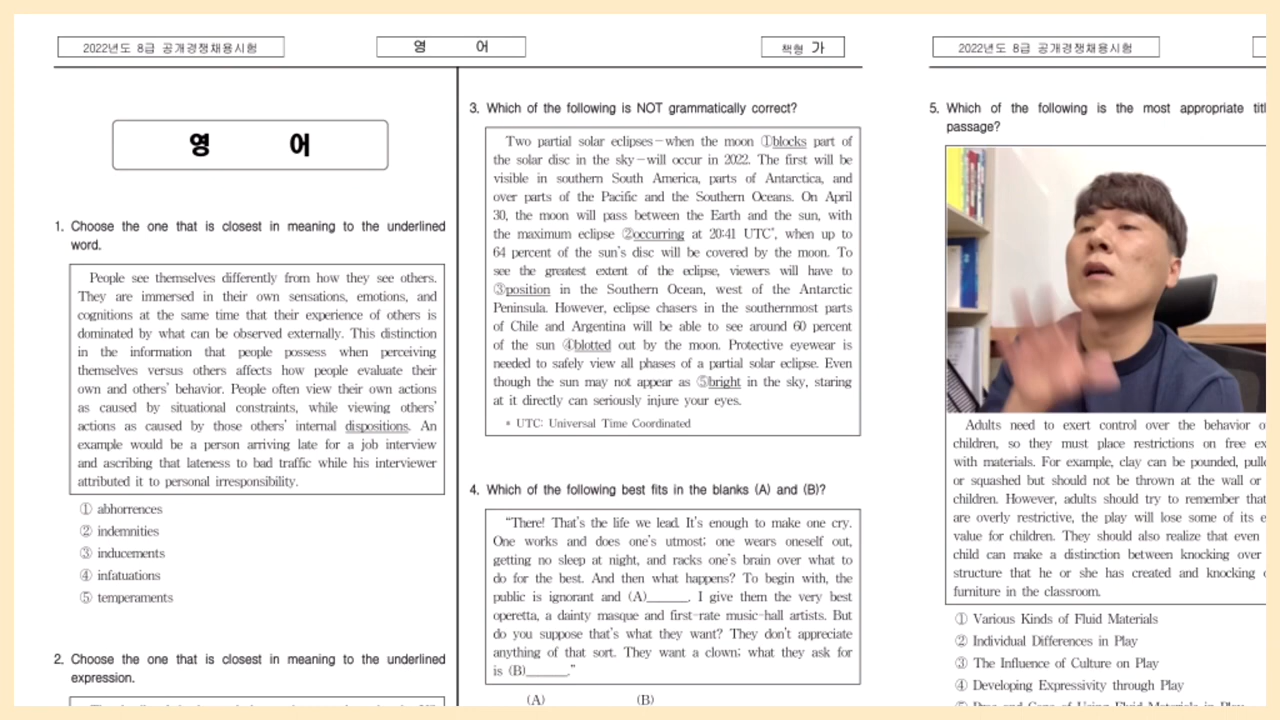 2022년도 8급 공개경쟁채용시험
영 어
책형 가
영 어
1. Choose the one that is closest in meaning to the underlined
word.
People see themselves differently from how they see others.
They are immersed in their own sensations, emotions, and
cognitions at the same time that their experience of others is
dominated by what can be observed externally. This distinction
in the information that people possess when perceiving
themselves versus others affects how people evaluate their
own and others' behavior. People often view their own actions
as caused by situational constraints, while viewing others'
actions as caused by those others' internal dispositions. An
example would be a person arriving late for a job interview
and ascribing that lateness to bad traffic while his interviewer
attributed it to personal irresponsibility.
① abhorrences
② indemnities
③ inducements
④ infatuations
⑤ temperaments
2. Choose the one that is closest in meaning to the underlined
expression.
3. Which of the following is NOT grammatically correct?
Two partial solar eclipses－when the moon ①blocks part of
the solar disc in the sky－will occur in 2022. The first will be
visible in southern South America, parts of Antarctica, and
over parts of the Pacific and the Southern Oceans. On April
30, the moon will pass between the Earth and the sun, with
the maximum eclipse ②occurring at 20:41 UTC*, when up to
64 percent of the sun's disc will be covered by the moon. To
see the greatest extent of the eclipse, viewers will have to
③position in the Southern Ocean, west of the Antarctic
Peninsula. However, eclipse chasers in the southernmost parts
of Chile and Argentina will be able to see around 60 percent
of the sun ④blotted out by the moon. Protective eyewear is
needed to safely view all phases of a partial solar eclipse. Even
though the sun may not appear as ⑤bright in the sky, staring
at it directly can seriously injure your eyes.
* UTC: Universal Time Coordinated
4. Which of the following best fits in the blanks (A) and (B)?
"There! That's the life we lead. It's enough to make one cry.
One works and does one's utmost; one wears oneself out,
getting no sleep at night, and racks one's brain over what to
do for the best. And then what happens? To begin with, the
public is ignorant and (A)______. I give them the very best
operetta, a dainty masque and first-rate music-hall artists. But
do you suppose that's what they want? They don't appreciate
anything of that sort. They want a clown; what they ask for
is (B)______."
(A) (B)
2022년도 8급 공개경쟁채용시험
5. Which of the following is the most appropriate
passage?
Adults need to exert control over the behavior
children, so they must place restrictions on free
with materials. For example, clay can be pounded,
or squashed but should not be thrown at the wall or
children. However, adults should try to remember that
are overly restrictive, the play will lose some of its
value for children. They should also realize that even
child can make a distinction between knocking over
structure that he or she has created and knocking
furniture in the classroom.
① Various Kinds of Fluid Materials
② Individual Differences in Play
③ The Influence of Culture on Play
④ Developing Expressivity through Play